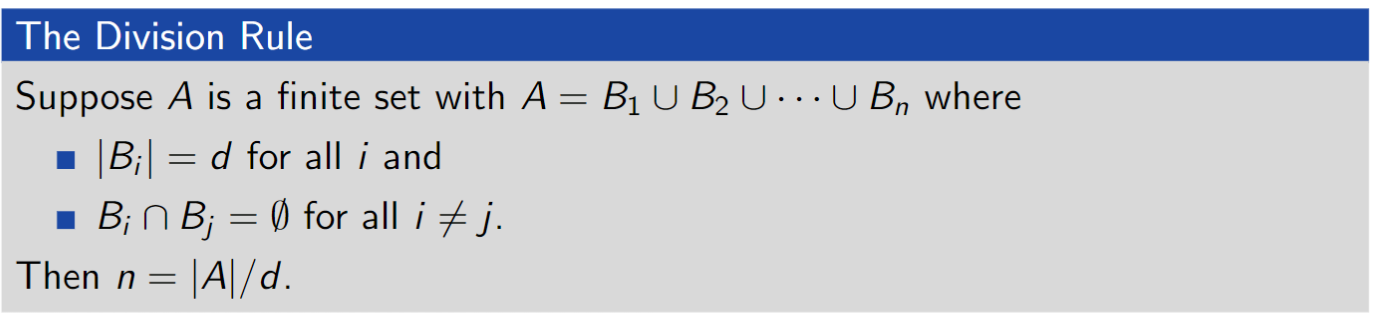 The Division Rule
Suppose A is a finite set with A = B₁ ∪ B₂ ∪ ⋯ ∪ Bₙ where
■ |Bᵢ| = d for all i and
■ Bᵢ ∩ Bⱼ = ∅ for all i ≠ j.
Then n = |A|/d.